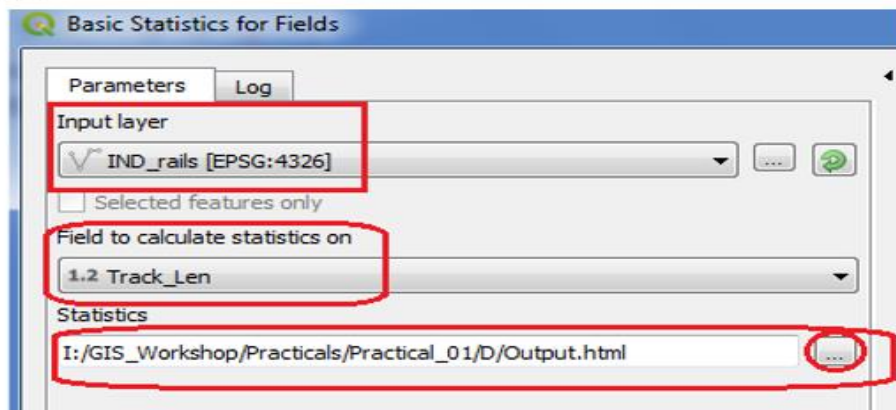 Basic Statistics for Fields
Parameters Log
Input layer
IND_rails [EPSG:4326]
...
Selected features only
Field to calculate statistics on
1.2 Track_Len
Statistics
I:/GIS_Workshop/Practicals/Practical_01/D/Output.html
...